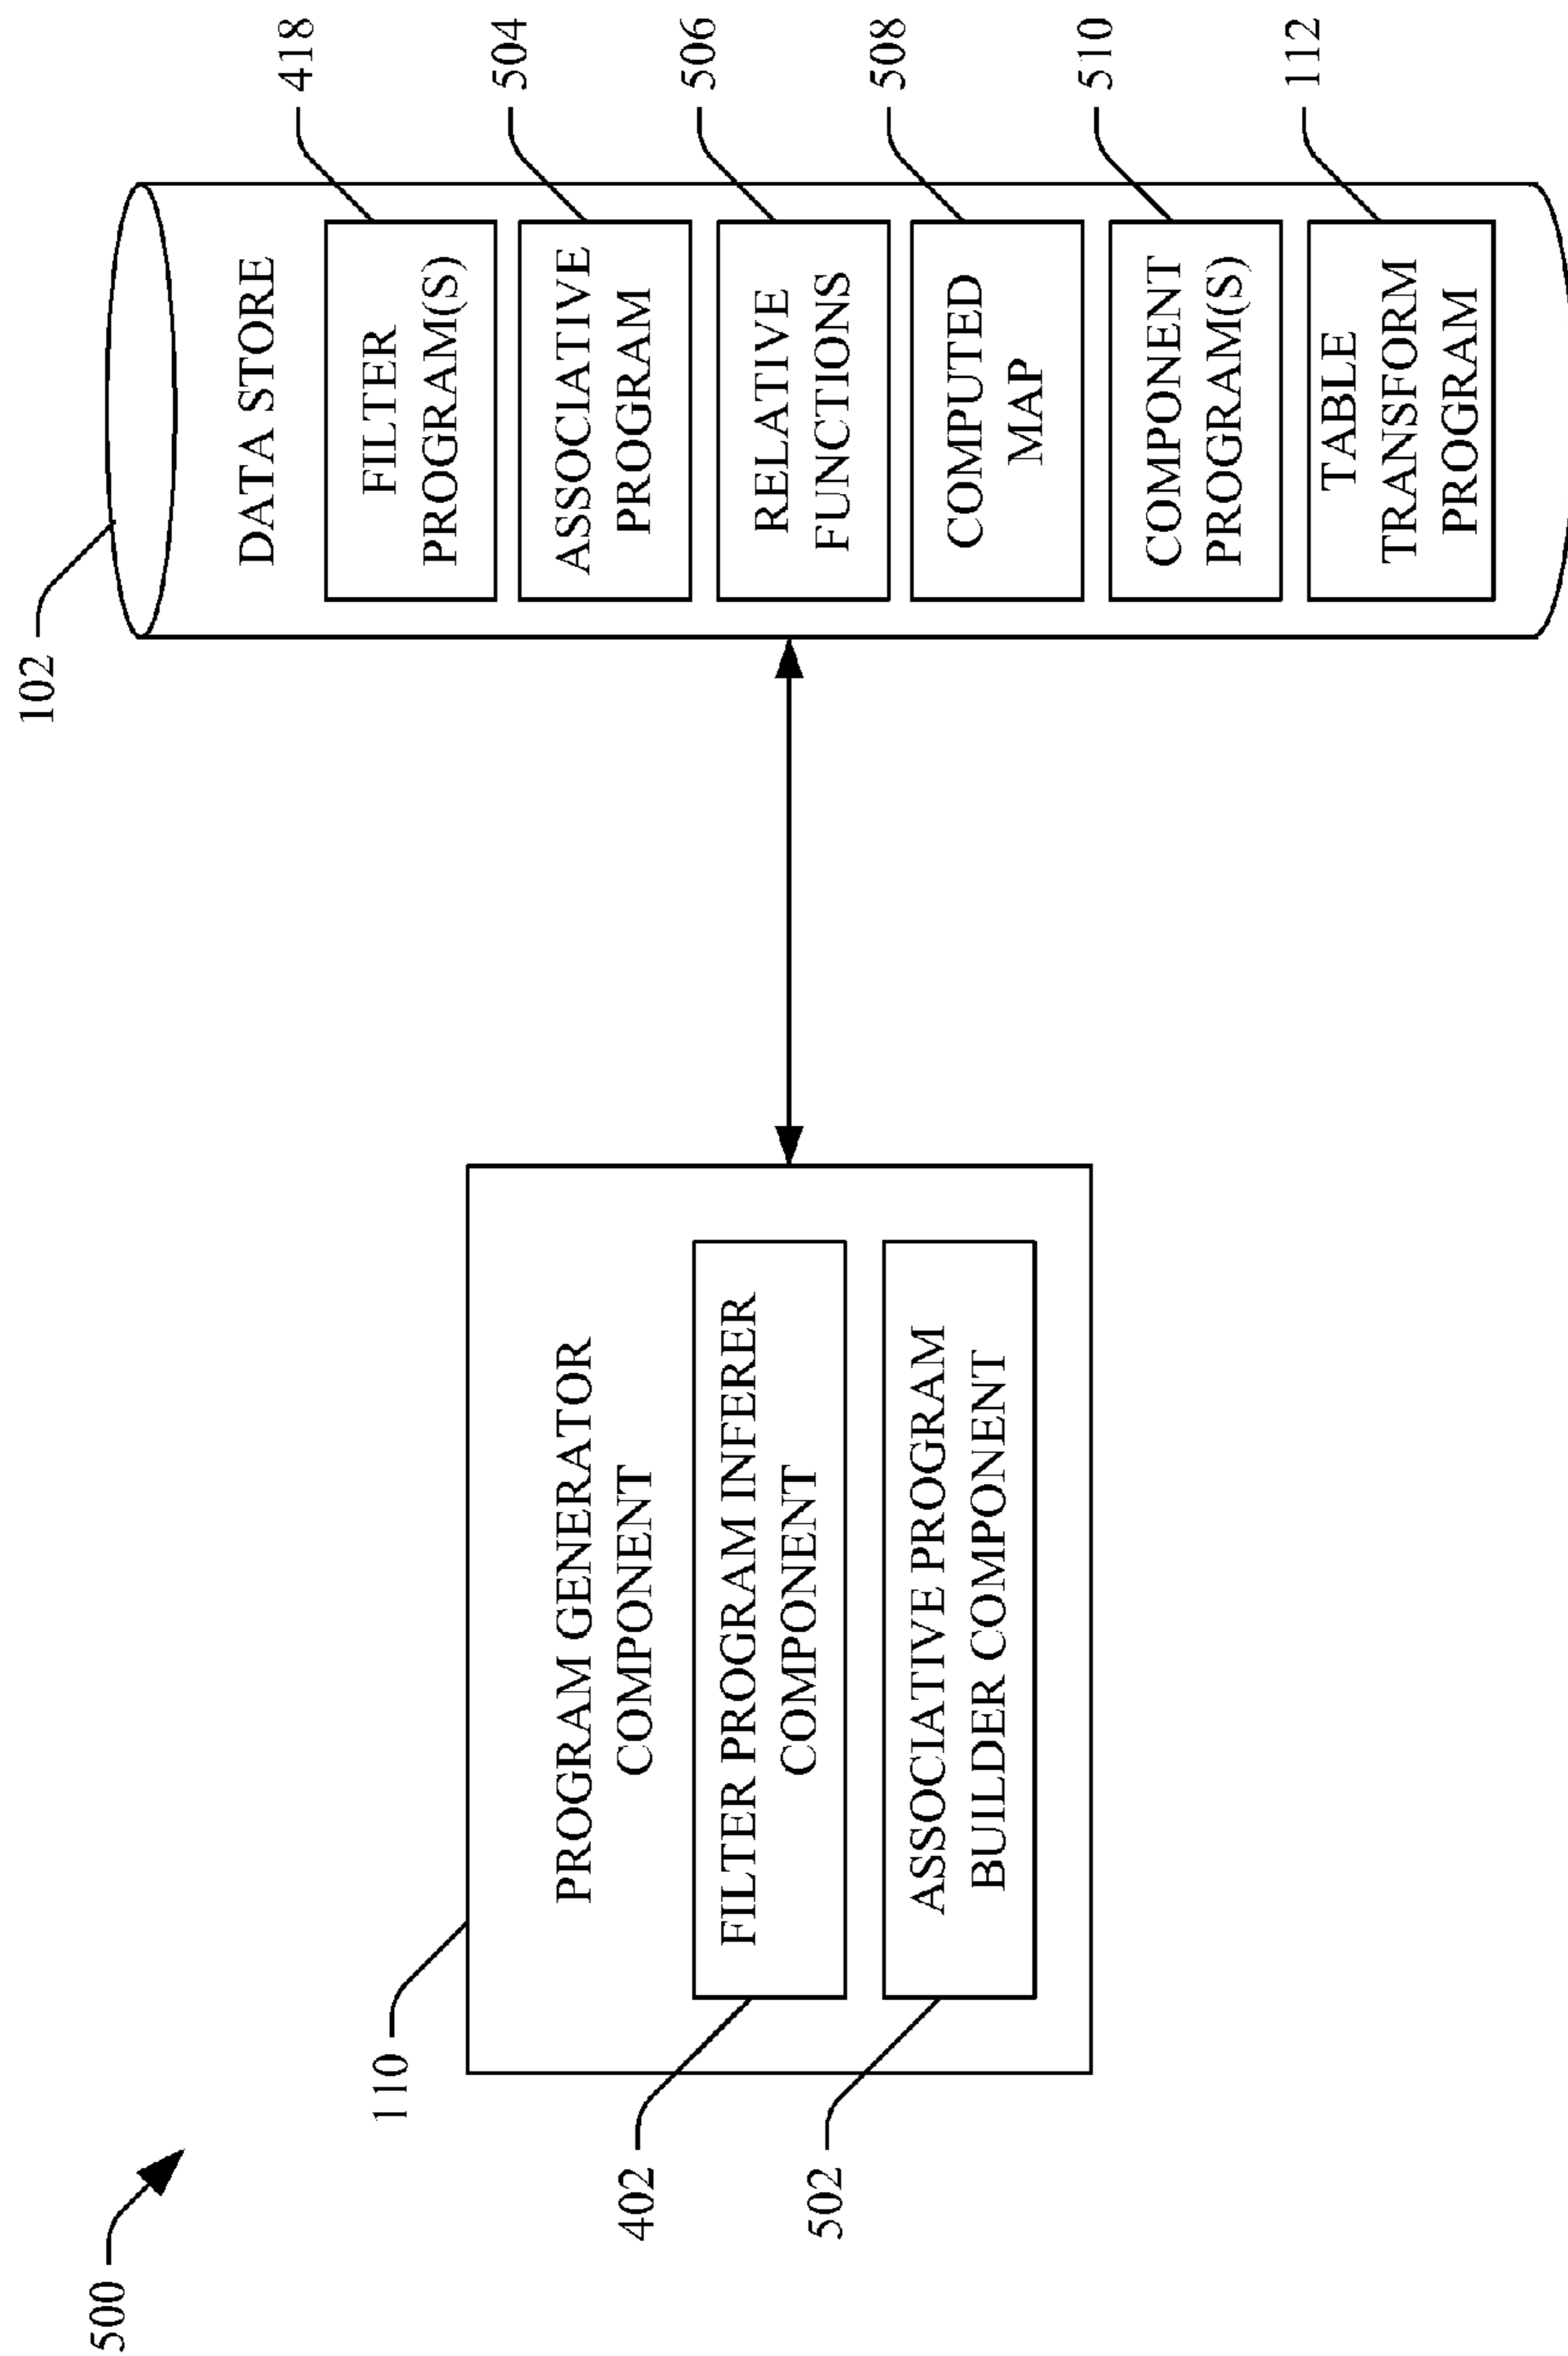 500
110
PROGRAM GENERATOR
COMPONENT
402
FILTER PROGRAM INFERER
COMPONENT
502
ASSOCIATIVE PROGRAM
BUILDER COMPONENT
102
DATA STORE
FILTER
PROGRAM(S)
418
ASSOCIATIVE
PROGRAM
504
RELATIVE
FUNCTIONS
506
COMPUTED
MAP
508
COMPONENT
PROGRAM(S)
510
TABLE
TRANSFORM
PROGRAM
112